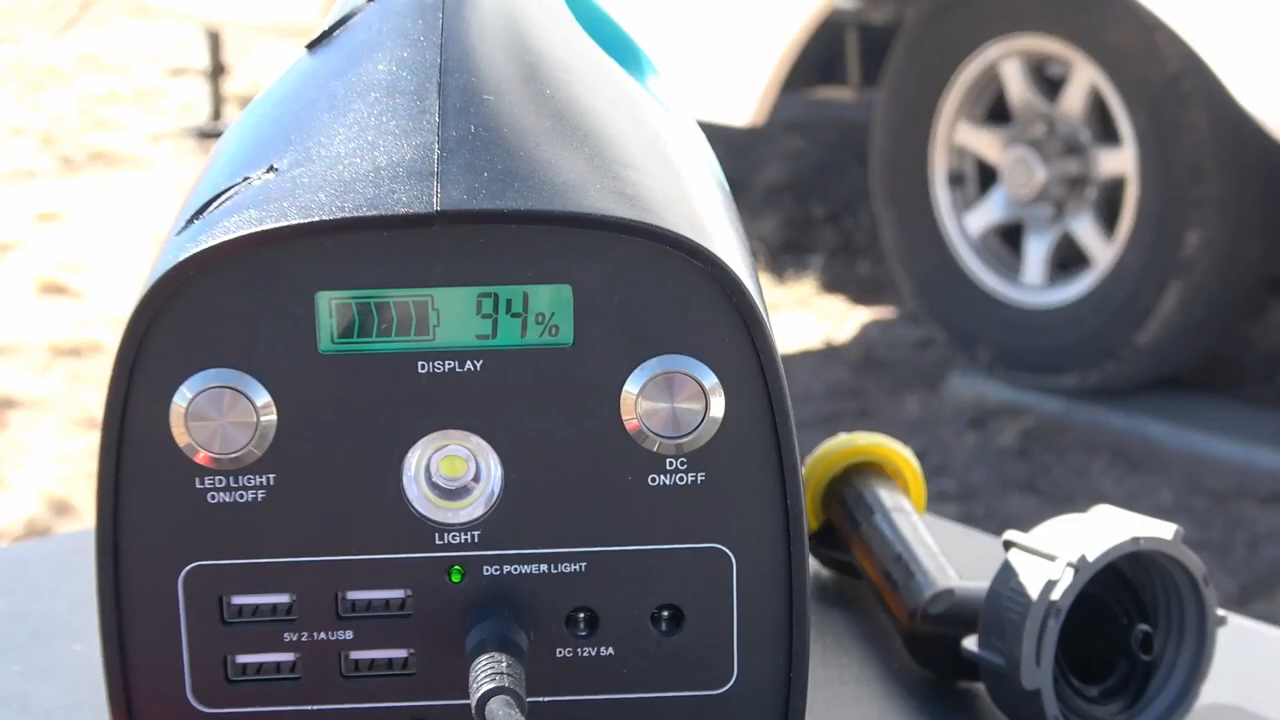 94%
DISPLAY
LED LIGHT
ON/OFF
DC
ON/OFF
LIGHT
DC POWER LIGHT
5V 2.1A USB
DC 12V 5A